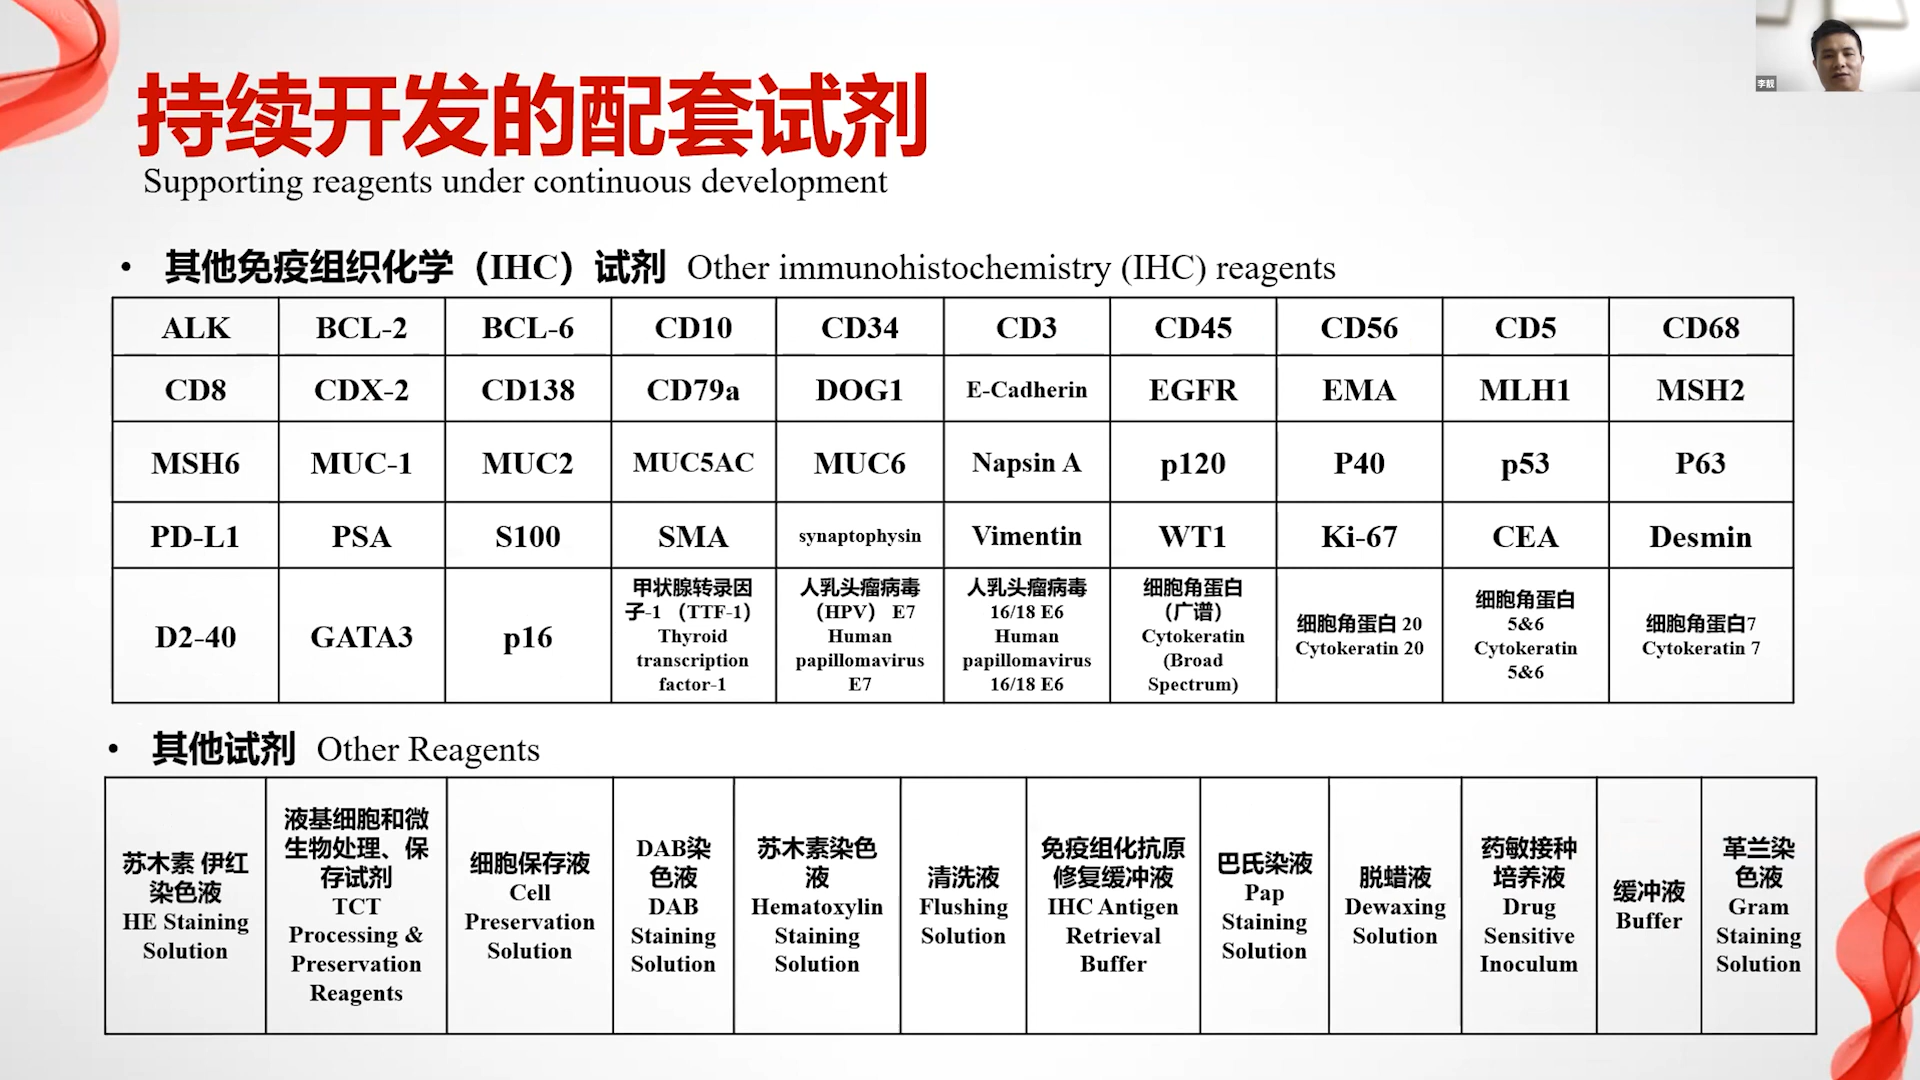 李靓
持续开发的配套试剂
Supporting reagents under continuous development
• 其他免疫组织化学（IHC）试剂 Other immunohistochemistry (IHC) reagents
ALK BCL-2 BCL-6 CD10 CD34 CD3 CD45 CD56 CD5 CD68
CD8 CDX-2 CD138 CD79a DOG1 E-Cadherin EGFR EMA MLH1 MSH2
MSH6 MUC-1 MUC2 MUC5AC MUC6 Napsin A p120 P40 p53 P63
PD-L1 PSA S100 SMA synaptophysin Vimentin WT1 Ki-67 CEA Desmin
D2-40
GATA3
p16
甲状腺转录因
子-1 （TTF-1）
Thyroid
transcription
factor-1
人乳头瘤病毒
（HPV） E7
Human
papillomavirus
E7
人乳头瘤病毒
16/18 E6
Human
papillomavirus
16/18 E6
细胞角蛋白
（广谱）
Cytokeratin
(Broad
Spectrum)
细胞角蛋白 20
Cytokeratin 20
细胞角蛋白
5&6
Cytokeratin
5&6
细胞角蛋白7
Cytokeratin 7
• 其他试剂 Other Reagents
苏木素 伊红
染色液
HE Staining
Solution
液基细胞和微
生物处理、保
存试剂
TCT
Processing &
Preservation
Reagents
细胞保存液
Cell
Preservation
Solution
DAB染
色液
DAB
Staining
Solution
苏木素染色
液
Hematoxylin
Staining
Solution
清洗液
Flushing
Solution
免疫组化抗原
修复缓冲液
IHC Antigen
Retrieval
Buffer
巴氏染液
Pap
Staining
Solution
脱蜡液
Dewaxing
Solution
药敏接种
培养液
Drug
Sensitive
Inoculum
缓冲液
Buffer
革兰染
色液
Gram
Staining
Solution